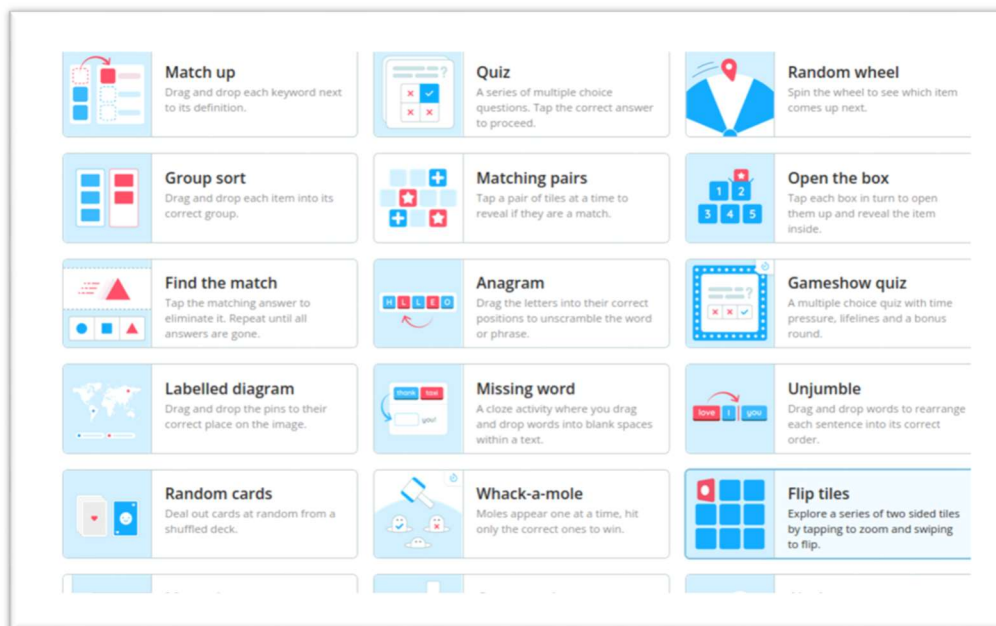 Match up
Drag and drop each keyword next
to its definition.
?
Quiz
A series of multiple choice
questions. Tap the correct answer
to proceed.
Random wheel
Spin the wheel to see which item
comes up next.
Group sort
Drag and drop each item into its
correct group.
Matching pairs
Tap a pair of tiles at a time to
reveal if they are a match.
1 2
3 4 5
Open the box
Tap each box in turn to open
them up and reveal the item
inside.
Find the match
Tap the matching answer to
eliminate it. Repeat until all
answers are gone.
H L L E O
Anagram
Drag the letters into their correct
positions to unscramble the word
or phrase.
?
Gameshow quiz
A multiple choice quiz with time
pressure, lifelines and a bonus
round.
Labelled diagram
Drag and drop the pins to their
correct place on the image.
thank
you!
Missing word
A cloze activity where you drag
and drop words into blank spaces
within a text.
love I you
Unjumble
Drag and drop words to rearrange
each sentence into its correct
order.
Random cards
Deal out cards at random from a
shuffled deck.
Whack-a-mole
Moles appear one at a time, hit
only the correct ones to win.
Flip tiles
Explore a series of two sided tiles
by tapping to zoom and swiping
to flip.